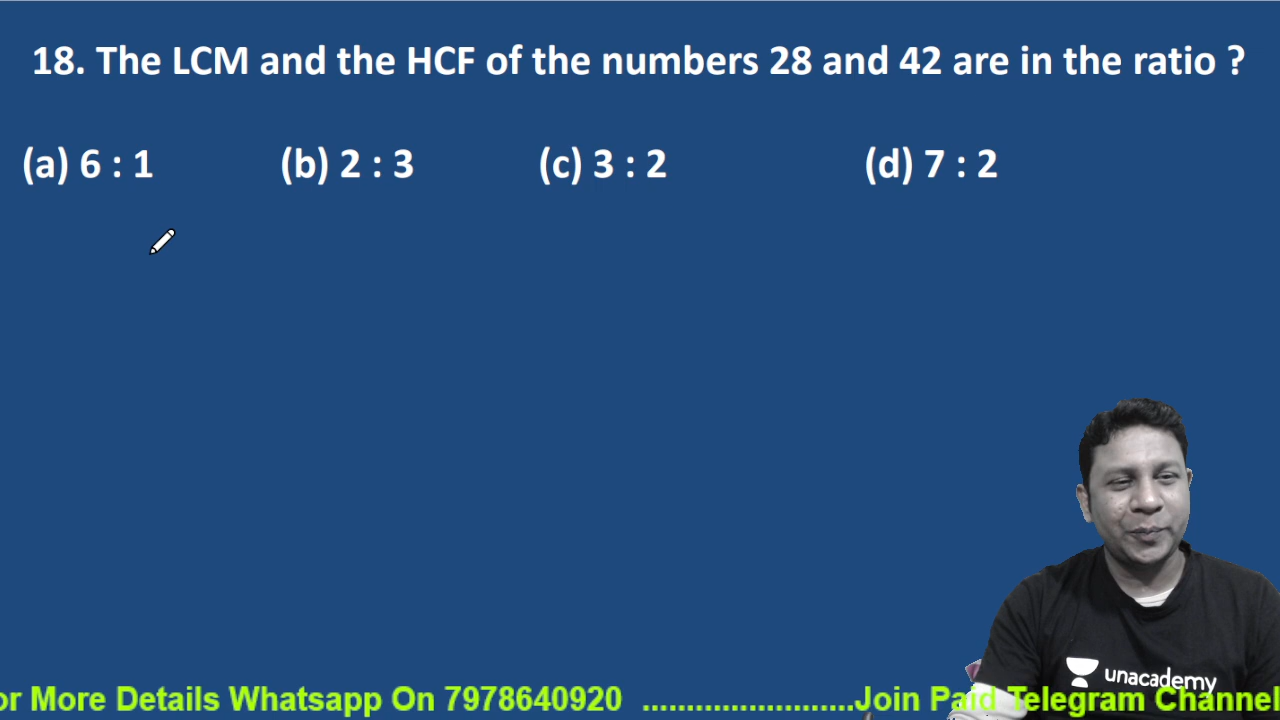 18. The LCM and the HCF of the numbers 28 and 42 are in the ratio ?
(a) 6 : 1 (b) 2 : 3 (c) 3 : 2 (d) 7 : 2
unacademy
or More Details Whatsapp On 7978640920 ........................Join Paid Telegram Channel